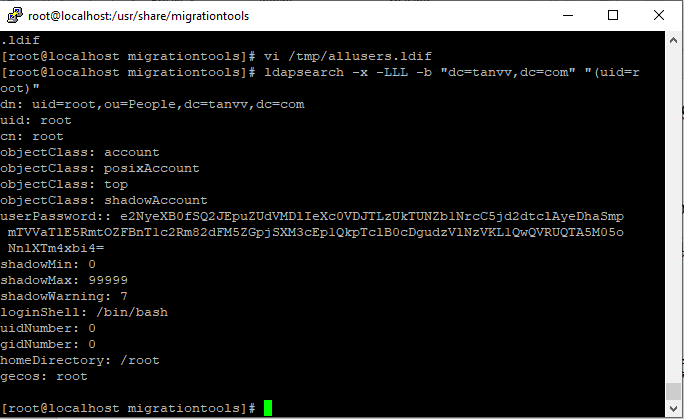 root@localhost:/usr/share/migrationtools
.ldif
[root@localhost migrationtools]# vi /tmp/allusers.ldif
[root@localhost migrationtools]# ldapsearch -x -LLL -b "dc=tanvv,dc=com" "(uid=r
oot)"
dn: uid=root,ou=People,dc=tanvv,dc=com
uid: root
cn: root
objectClass: account
objectClass: posixAccount
objectClass: top
objectClass: shadowAccount
userPassword::
shadowMin: 0
shadowMax: 99999
shadowWarning: 7
loginShell: /bin/bash
uidNumber: 0
gidNumber: 0
homeDirectory: /root
gecos: root
[root@localhost migrationtools]#